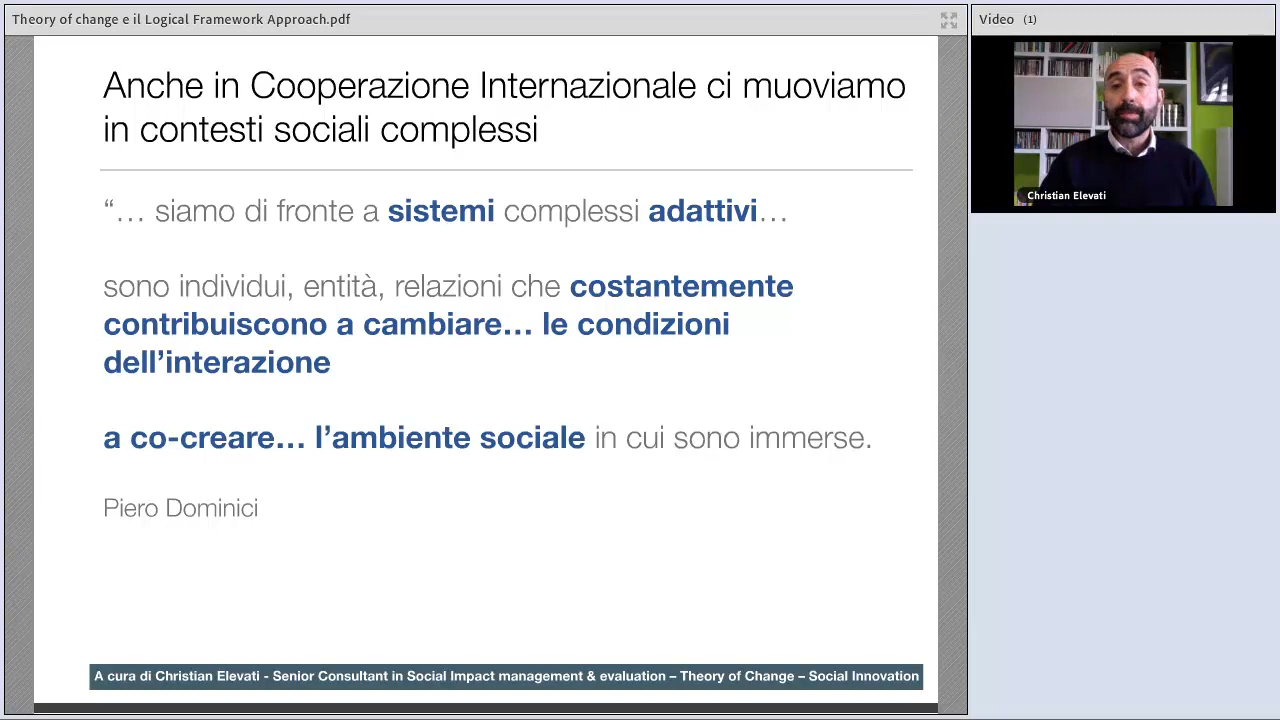 Theory of change e il Logical Framework Approach.pdf
Video (1)
Anche in Cooperazione Internazionale ci muoviamo
in contesti sociali complessi
“… siamo di fronte a sistemi complessi adattivi…
sono individui, entità, relazioni che costantemente
contribuiscono a cambiare… le condizioni
dell’interazione
a co-creare… l’ambiente sociale in cui sono immerse.
Piero Dominici
A cura di Christian Elevati - Senior Consultant in Social Impact management & evaluation – Theory of Change – Social Innovation
Christian Elevati